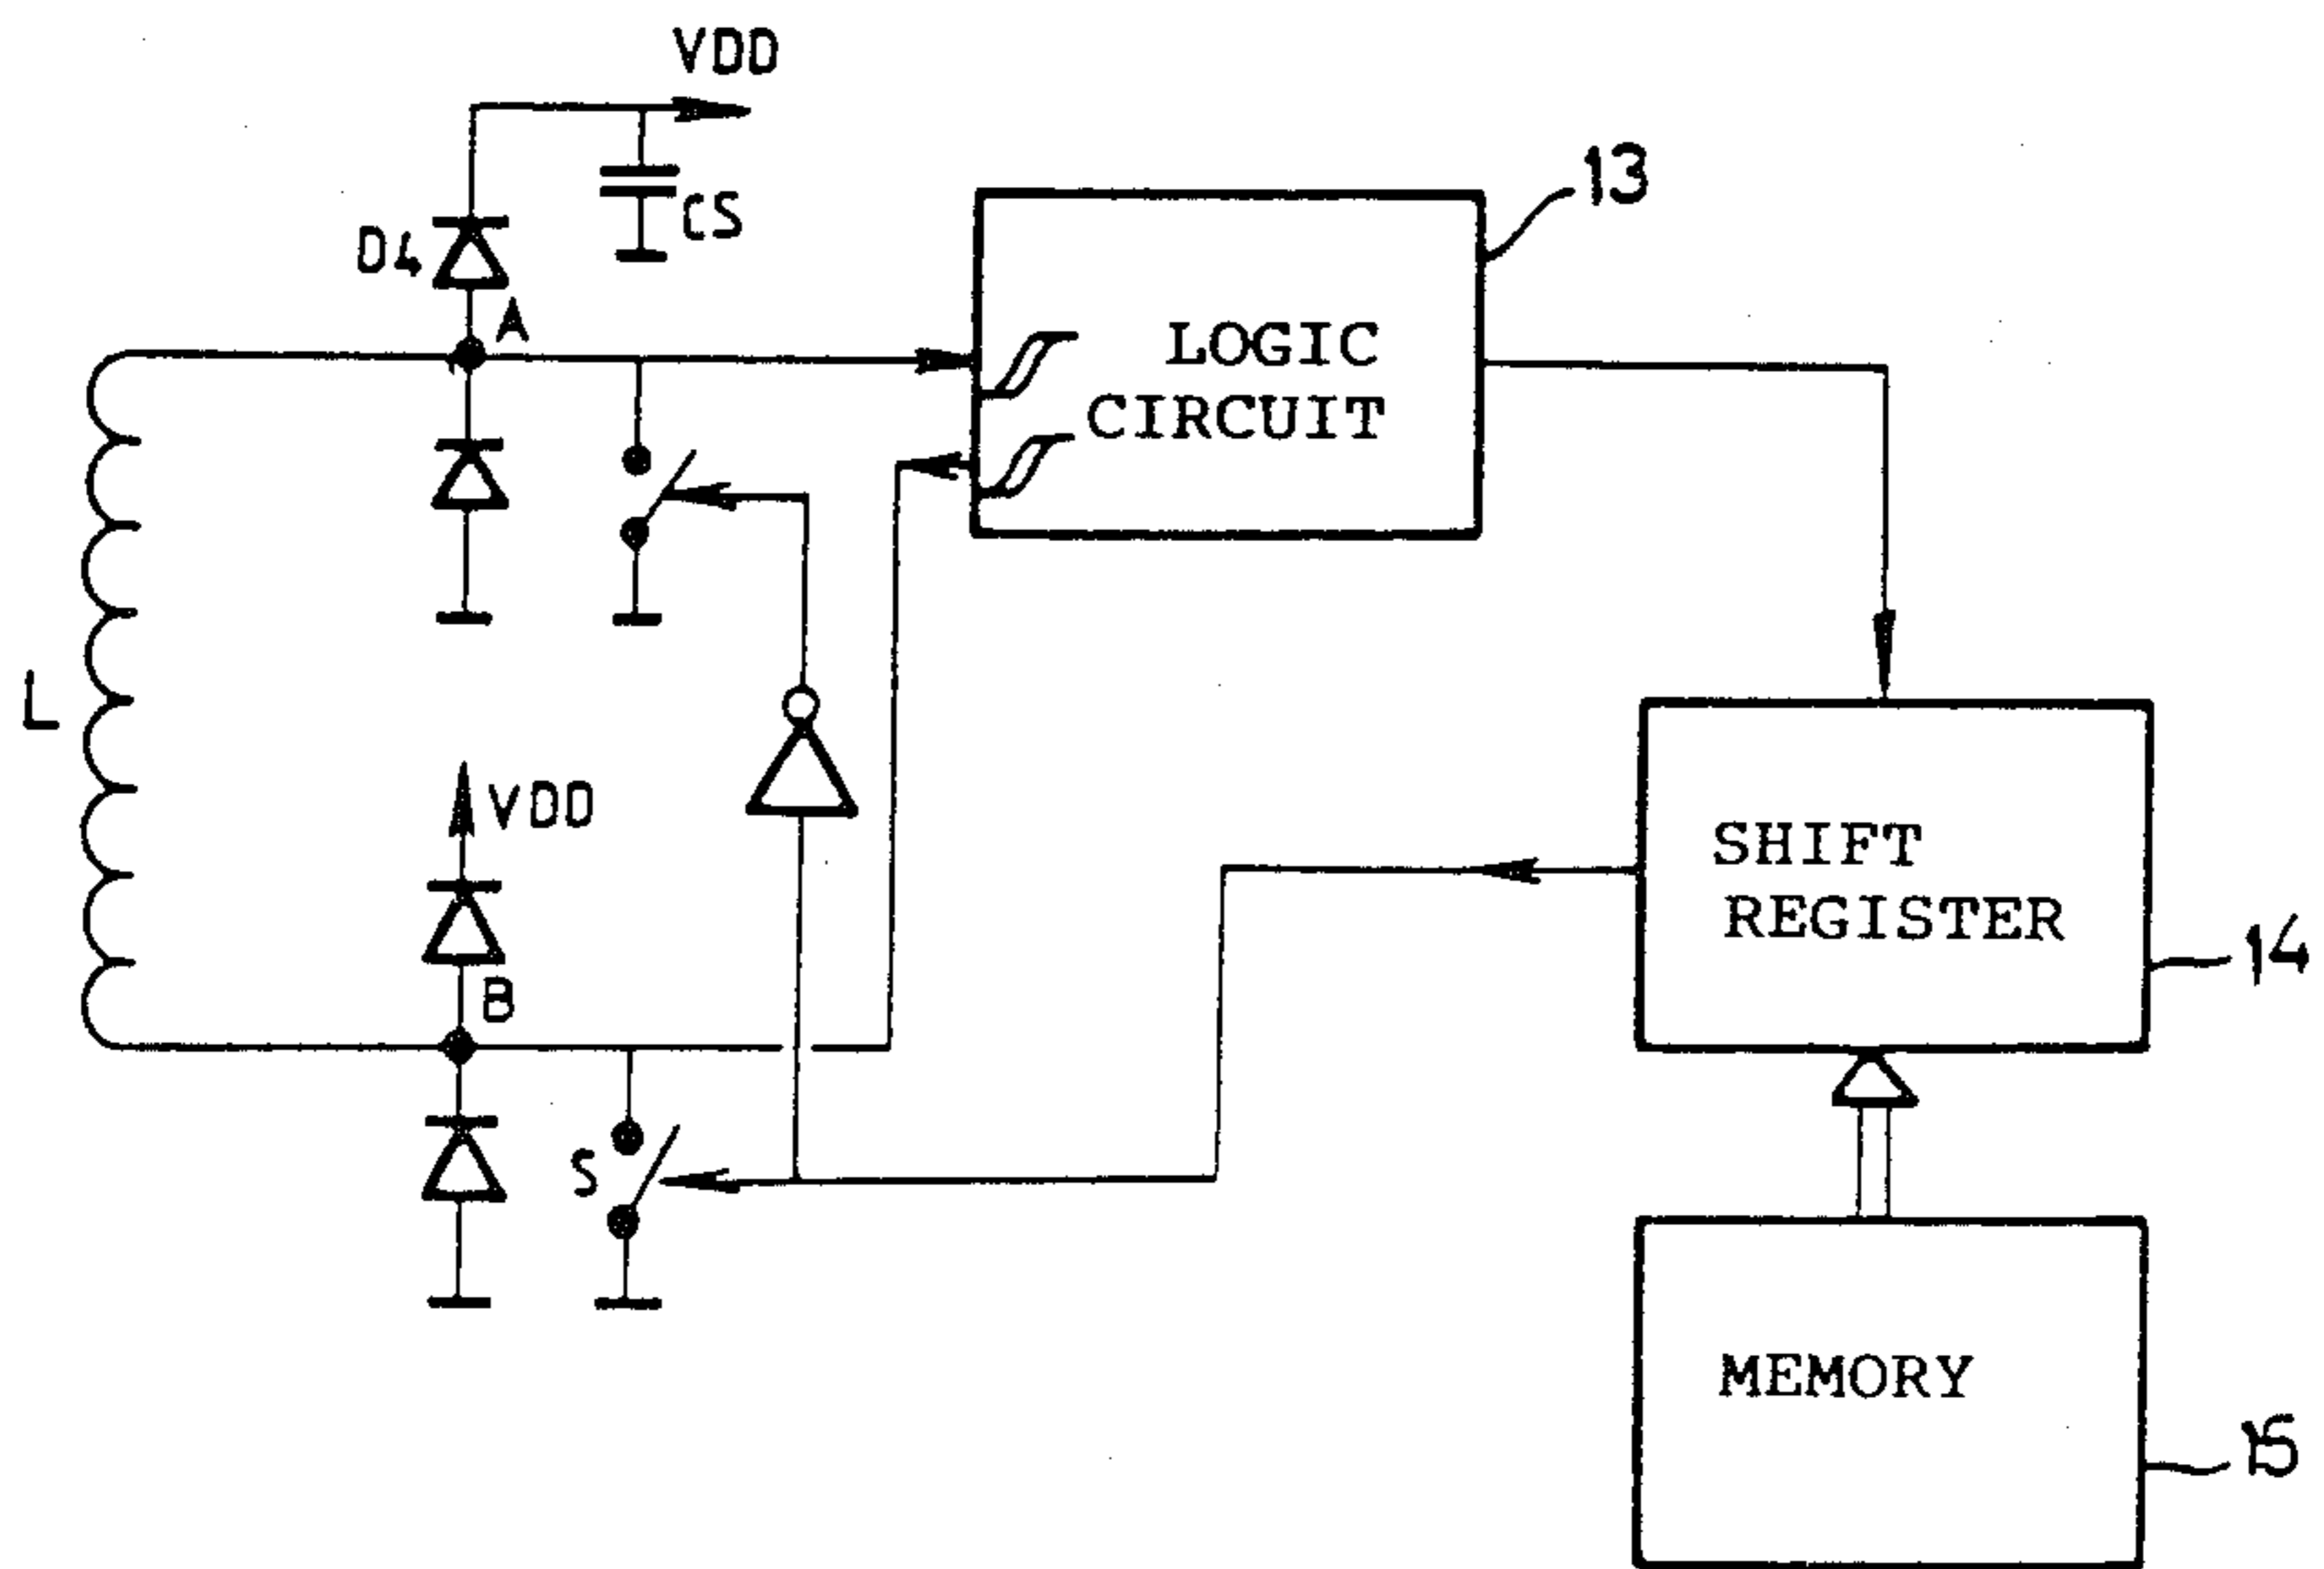 VDD
CS
D4
A
13
LOGIC
CIRCUIT
L
VDD
B
SHIFT
REGISTER
14
S
MEMORY
15